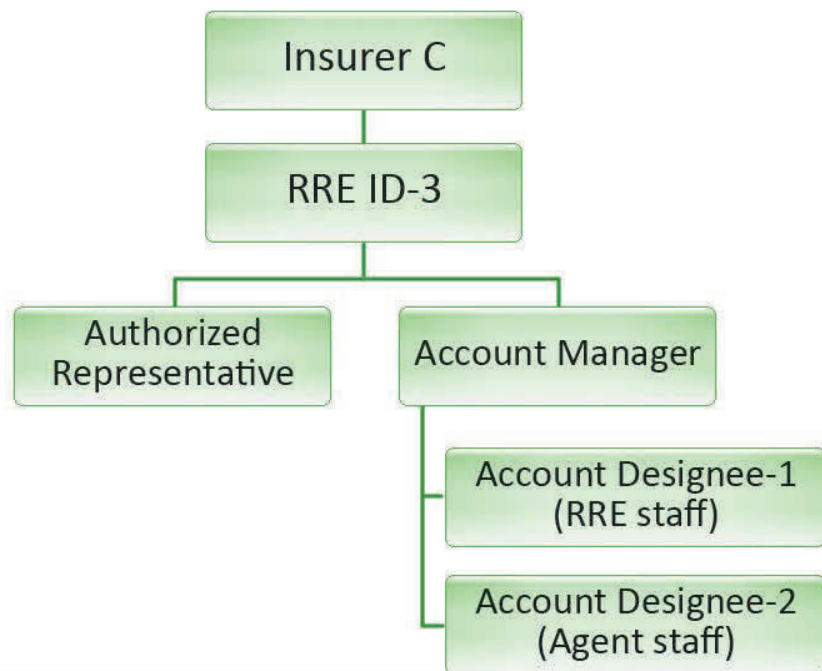 Insurer C
RRE ID-3
Authorized
Representative
Account Manager
Account Designee-1
(RRE staff)
Account Designee-2
(Agent staff)